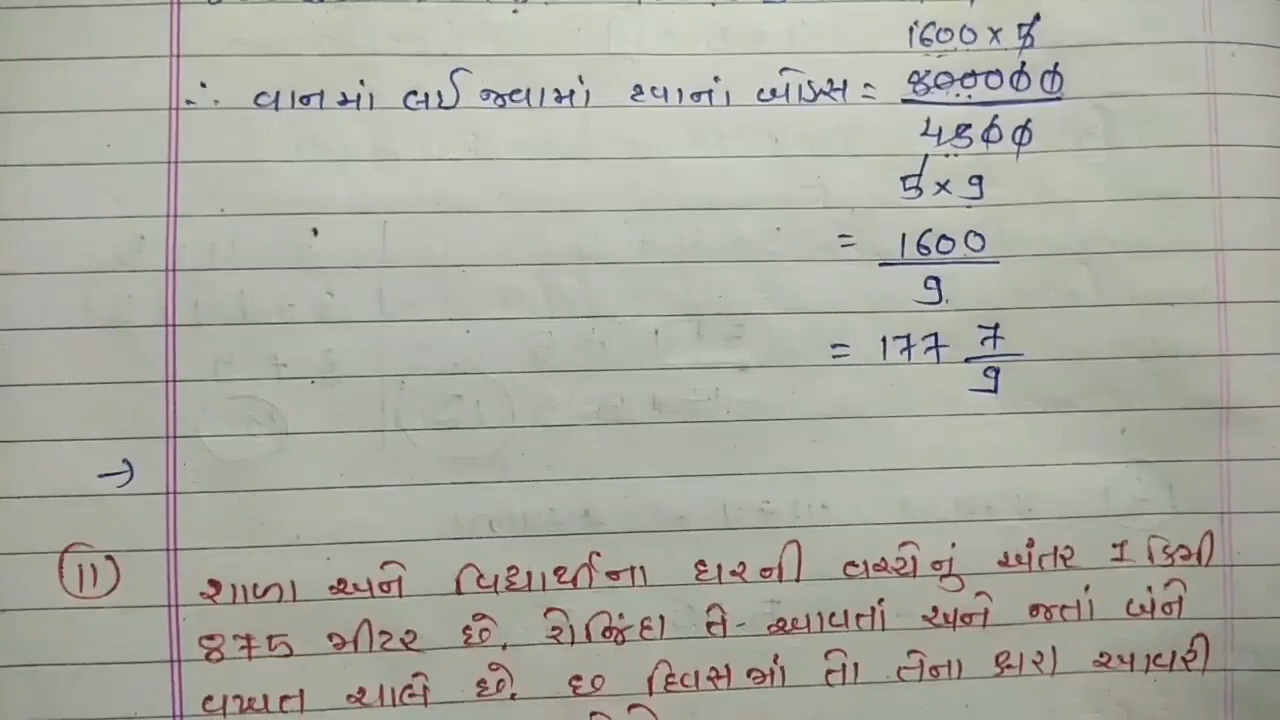 1600 × 5
∴ વાનમાં લઈ જવામાં થવાનાં બોક્સ = 800000
4500
5 × 9
= 1600
9
= 177 7
9
→
11 શાળા અને વિદ્યાર્થીના ઘરની વચ્ચેનું અંતર 1 કિમી
875 મીટર છે. રોજિંદા તે આવતાં અને જતાં બંને
વખત ચાલે છે. છ દિવસમાં તો તેના દ્વારા આવરી